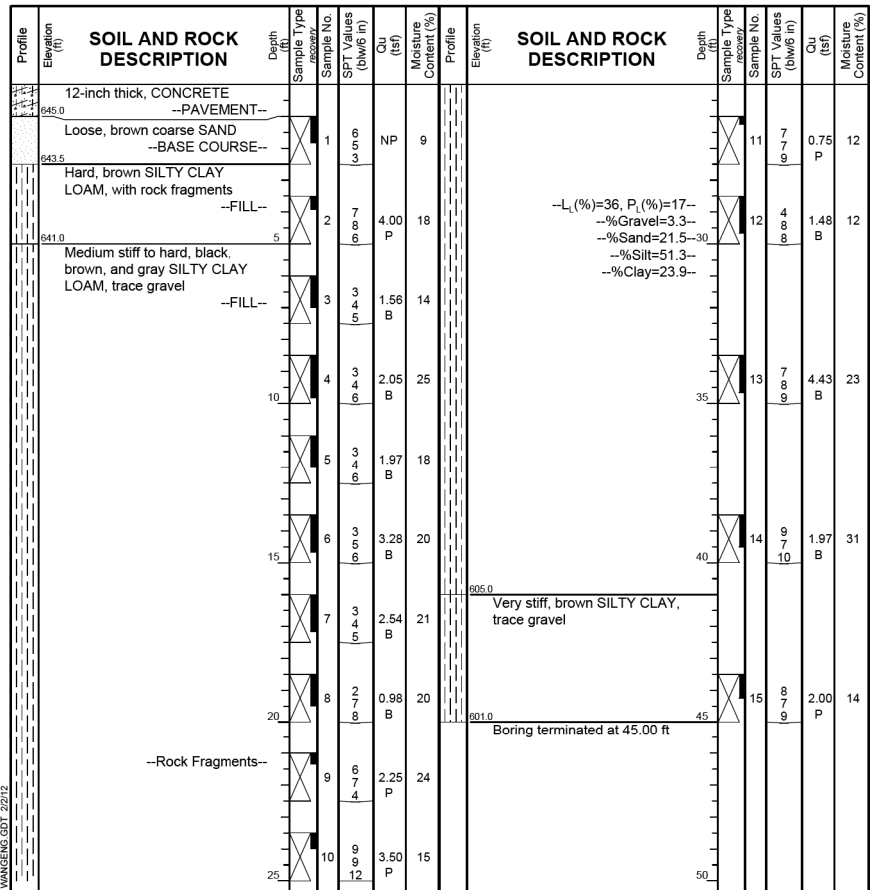 Profile
Elevation (ft)
SOIL AND ROCK DESCRIPTION
Depth (ft)
Sample Type recovery
Sample No.
SPT Values (blw/6 in)
Qu (tsf)
Moisture Content (%)
12-inch thick, CONCRETE
--PAVEMENT--
645.0
Loose, brown coarse SAND
--BASE COURSE--
1 6 5 3 NP 9
643.5
Hard, brown SILTY CLAY
LOAM, with rock fragments
--FILL--
2 7 8 6 4.00 P 18
641.0 5
Medium stiff to hard, black,
brown, and gray SILTY CLAY
LOAM, trace gravel
--FILL--
3 3 4 5 1.56 B 14
4 3 4 6 2.05 B 25
10
5 3 4 6 1.97 B 18
6 3 5 6 3.28 B 20
15
7 3 4 5 2.54 B 21
8 2 7 8 0.98 B 20
20
--Rock Fragments--
9 6 7 4 2.25 P 24
10 9 9 12 3.50 P 15
25
WANGENG.GDT 2/2/12
Profile
Elevation (ft)
SOIL AND ROCK DESCRIPTION
Depth (ft)
Sample Type recovery
Sample No.
SPT Values (blw/6 in)
Qu (tsf)
Moisture Content (%)
11 7 7 9 0.75 P 12
--LL(%)=36, PL(%)=17--
--%Gravel=3.3--
--%Sand=21.5--30
--%Silt=51.3--
--%Clay=23.9--
12 4 8 8 1.48 B 12
13 7 8 9 4.43 B 23
35
14 9 7 10 1.97 B 31
40
605.0
Very stiff, brown SILTY CLAY,
trace gravel
15 8 7 9 2.00 P 14
601.0 45
Boring terminated at 45.00 ft
50